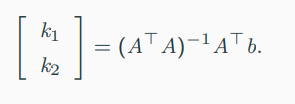 [ k₁ k₂ ] = (A⊤A)⁻¹A⊤b.